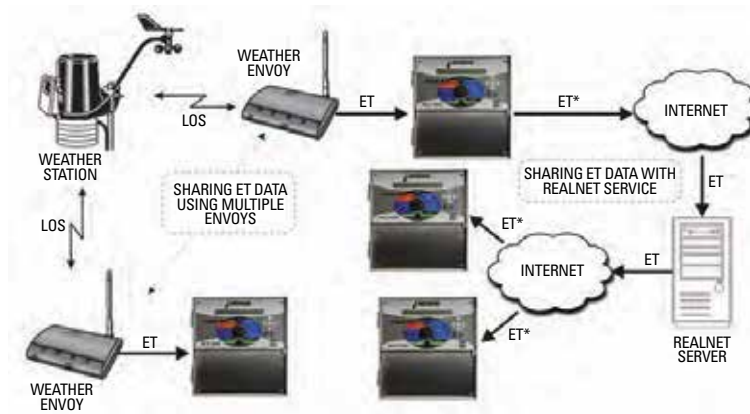 WEATHER
ENVOY
ET
ET*
INTERNET
LOS
WEATHER
STATION
SHARING ET DATA
USING MULTIPLE
ENVOYS
SHARING ET DATA WITH
REALNET SERVICE
ET
LOS
ET*
INTERNET
ET
ET*
REALNET
SERVER
ET
WEATHER
ENVOY